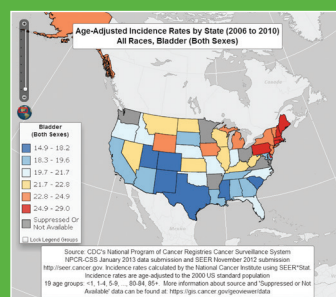 Age-Adjusted Incidence Rates by State (2006 to 2010)
All Races, Bladder (Both Sexes)
Bladder
(Both Sexes)
14.9 - 18.2
18.3 - 19.6
19.7 - 21.7
21.7 - 22.8
22.8 - 24.9
24.9 - 29.0
Suppressed Or
Not Available
Lock Legend Groups
Source: CDC's National Program of Cancer Registries Cancer Surveillance System
NPCR-CSS January 2013 data submission and SEER November 2012 submission
http://seer.cancer.gov. Incidence rates calculated by the National Cancer Institute using SEER*Stat.
Incidence rates are age-adjusted to the 2000 US standard population
19 age groups: <1, 1-4, 5-9, ..., 80-84, 85+. More information about source and 'Suppressed or Not
Available' data can be found at: https://gis.cancer.gov/geoviewer/data